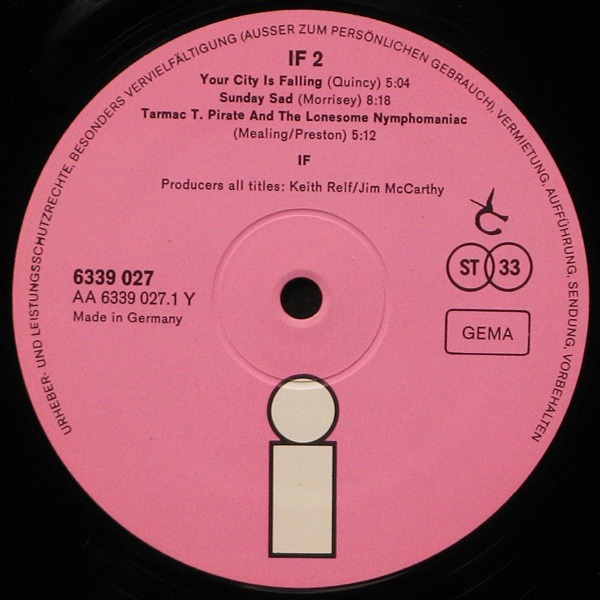 URHEBER- UND LEISTUNGSSCHUTZRECHTE, BESONDERS VERVIELFÄLTIGUNG (AUSSER ZUM PERSÖNLICHEN GEBRAUCH), VERMIETUNG, AUFFÜHRUNG, SENDUNG, VORBEHALTEN
IF 2
Your City Is Falling (Quincy) 5:04
Sunday Sad (Morrisey) 8:18
Tarmac T. Pirate And The Lonesome Nymphomaniac
(Mealing/Preston) 5:12
IF
Producers all titles: Keith Relf/Jim McCarthy
6339 027
AA 6339 027.1 Y
Made in Germany
ST 33
GEMA
i